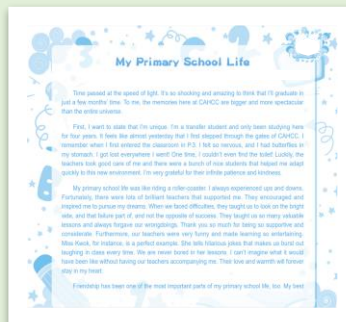 My Primary School Life
Time passed at the speed of light. It's so shocking and amazing to think that I'll graduate in
just a few months' time. To me, the memories here at CAHCC are bigger and more spectacular
than the entire universe.
First, I want to state that I'm unique. I'm a transfer student and only been studying here
for four years. It feels like almost yesterday that I first stepped through the gates of CAHCC. I
remember when I first entered the classroom in P.3. I felt so nervous, and I had butterflies in
my stomach. I got lost everywhere I went! One time, I couldn't even find the toilet! Luckily, the
teachers took good care of me and there were a bunch of nice students that helped me adapt
quickly to this new environment. I'm very grateful for their infinite patience and kindness.
My primary school was like riding a roller-coaster. I always experienced ups and downs.
Fortunately, there were lots of brilliant teachers that supported me. They encouraged and
inspired me to pursue my dreams. When we faced difficulties, they taught us to look on the bright
side, and that failure part of, and not the opposite of success. They taught us so many valuable
lessons and always forgave our wrongdoings. Thank you so much for being so supportive and
considerate. Furthermore, our teachers were very funny and made learning so entertaining.
Miss Kwok, for instance, is a perfect example. She tells hilarious jokes that makes us burst out
laughing in class every time. We are never bored in her lessons. I can't imagine what it would
have been like without having our teachers accompanying me. Their love and warmth will forever
stay in my heart.
Friendship has been one of the most important parts of my primary school life, too. My best